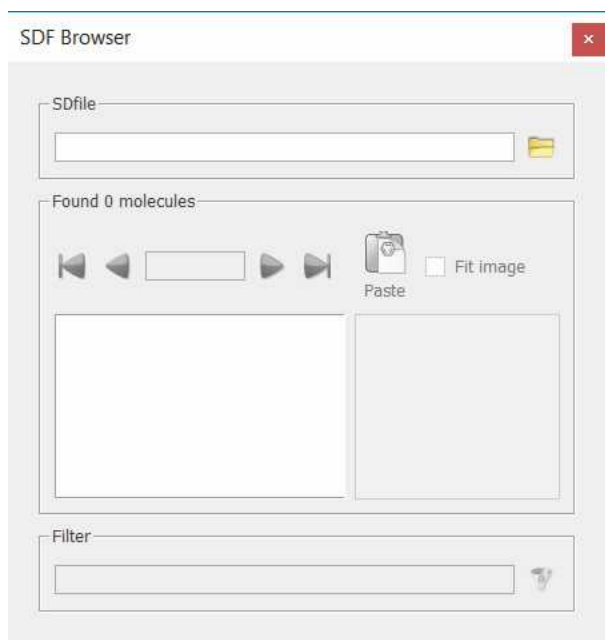 SDF Browser
SDfile
Found 0 molecules
Paste
Fit image
Filter